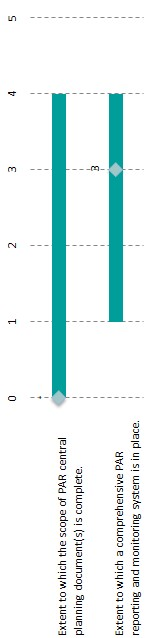 5
4
3
2
1
0
3
Extent to which the scope of PAR central
planning document(s) is complete.
Extent to which a comprehensive PAR
reporting and monitoring system is in place.